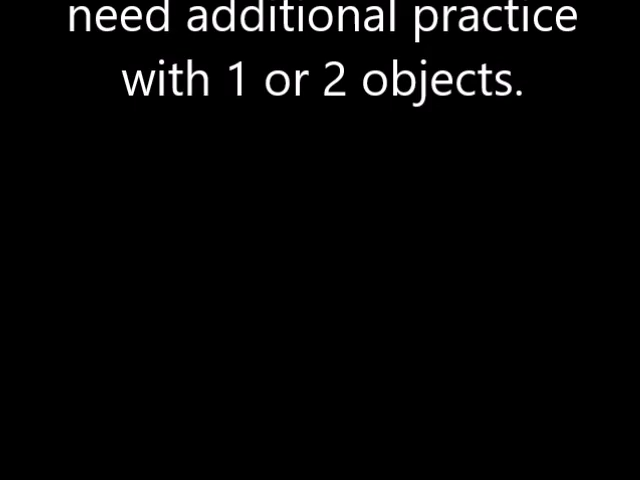 need additional practice
with 1 or 2 objects.